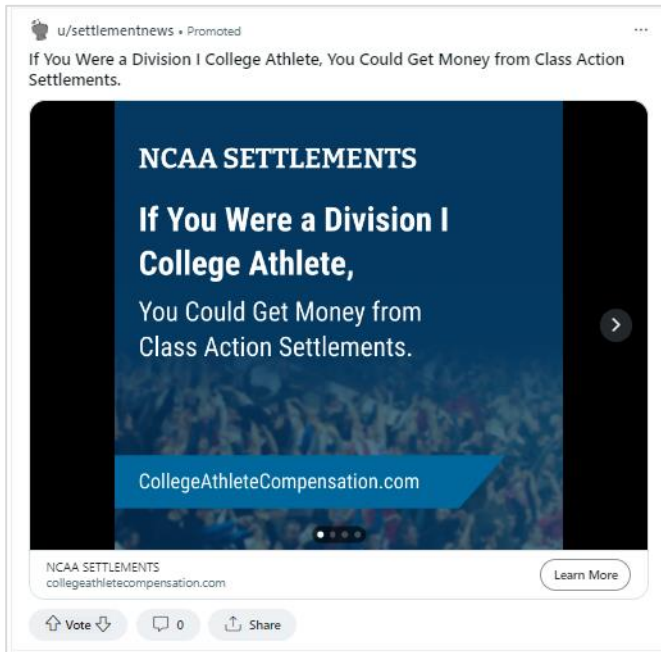 u/settlementnews • Promoted
If You Were a Division I College Athlete, You Could Get Money from Class Action
Settlements.
NCAA SETTLEMENTS
If You Were a Division I
College Athlete,
You Could Get Money from
Class Action Settlements.
CollegeAthleteCompensation.com
NCAA SETTLEMENTS
collegeathletecompensation.com
Learn More
Vote
0
Share